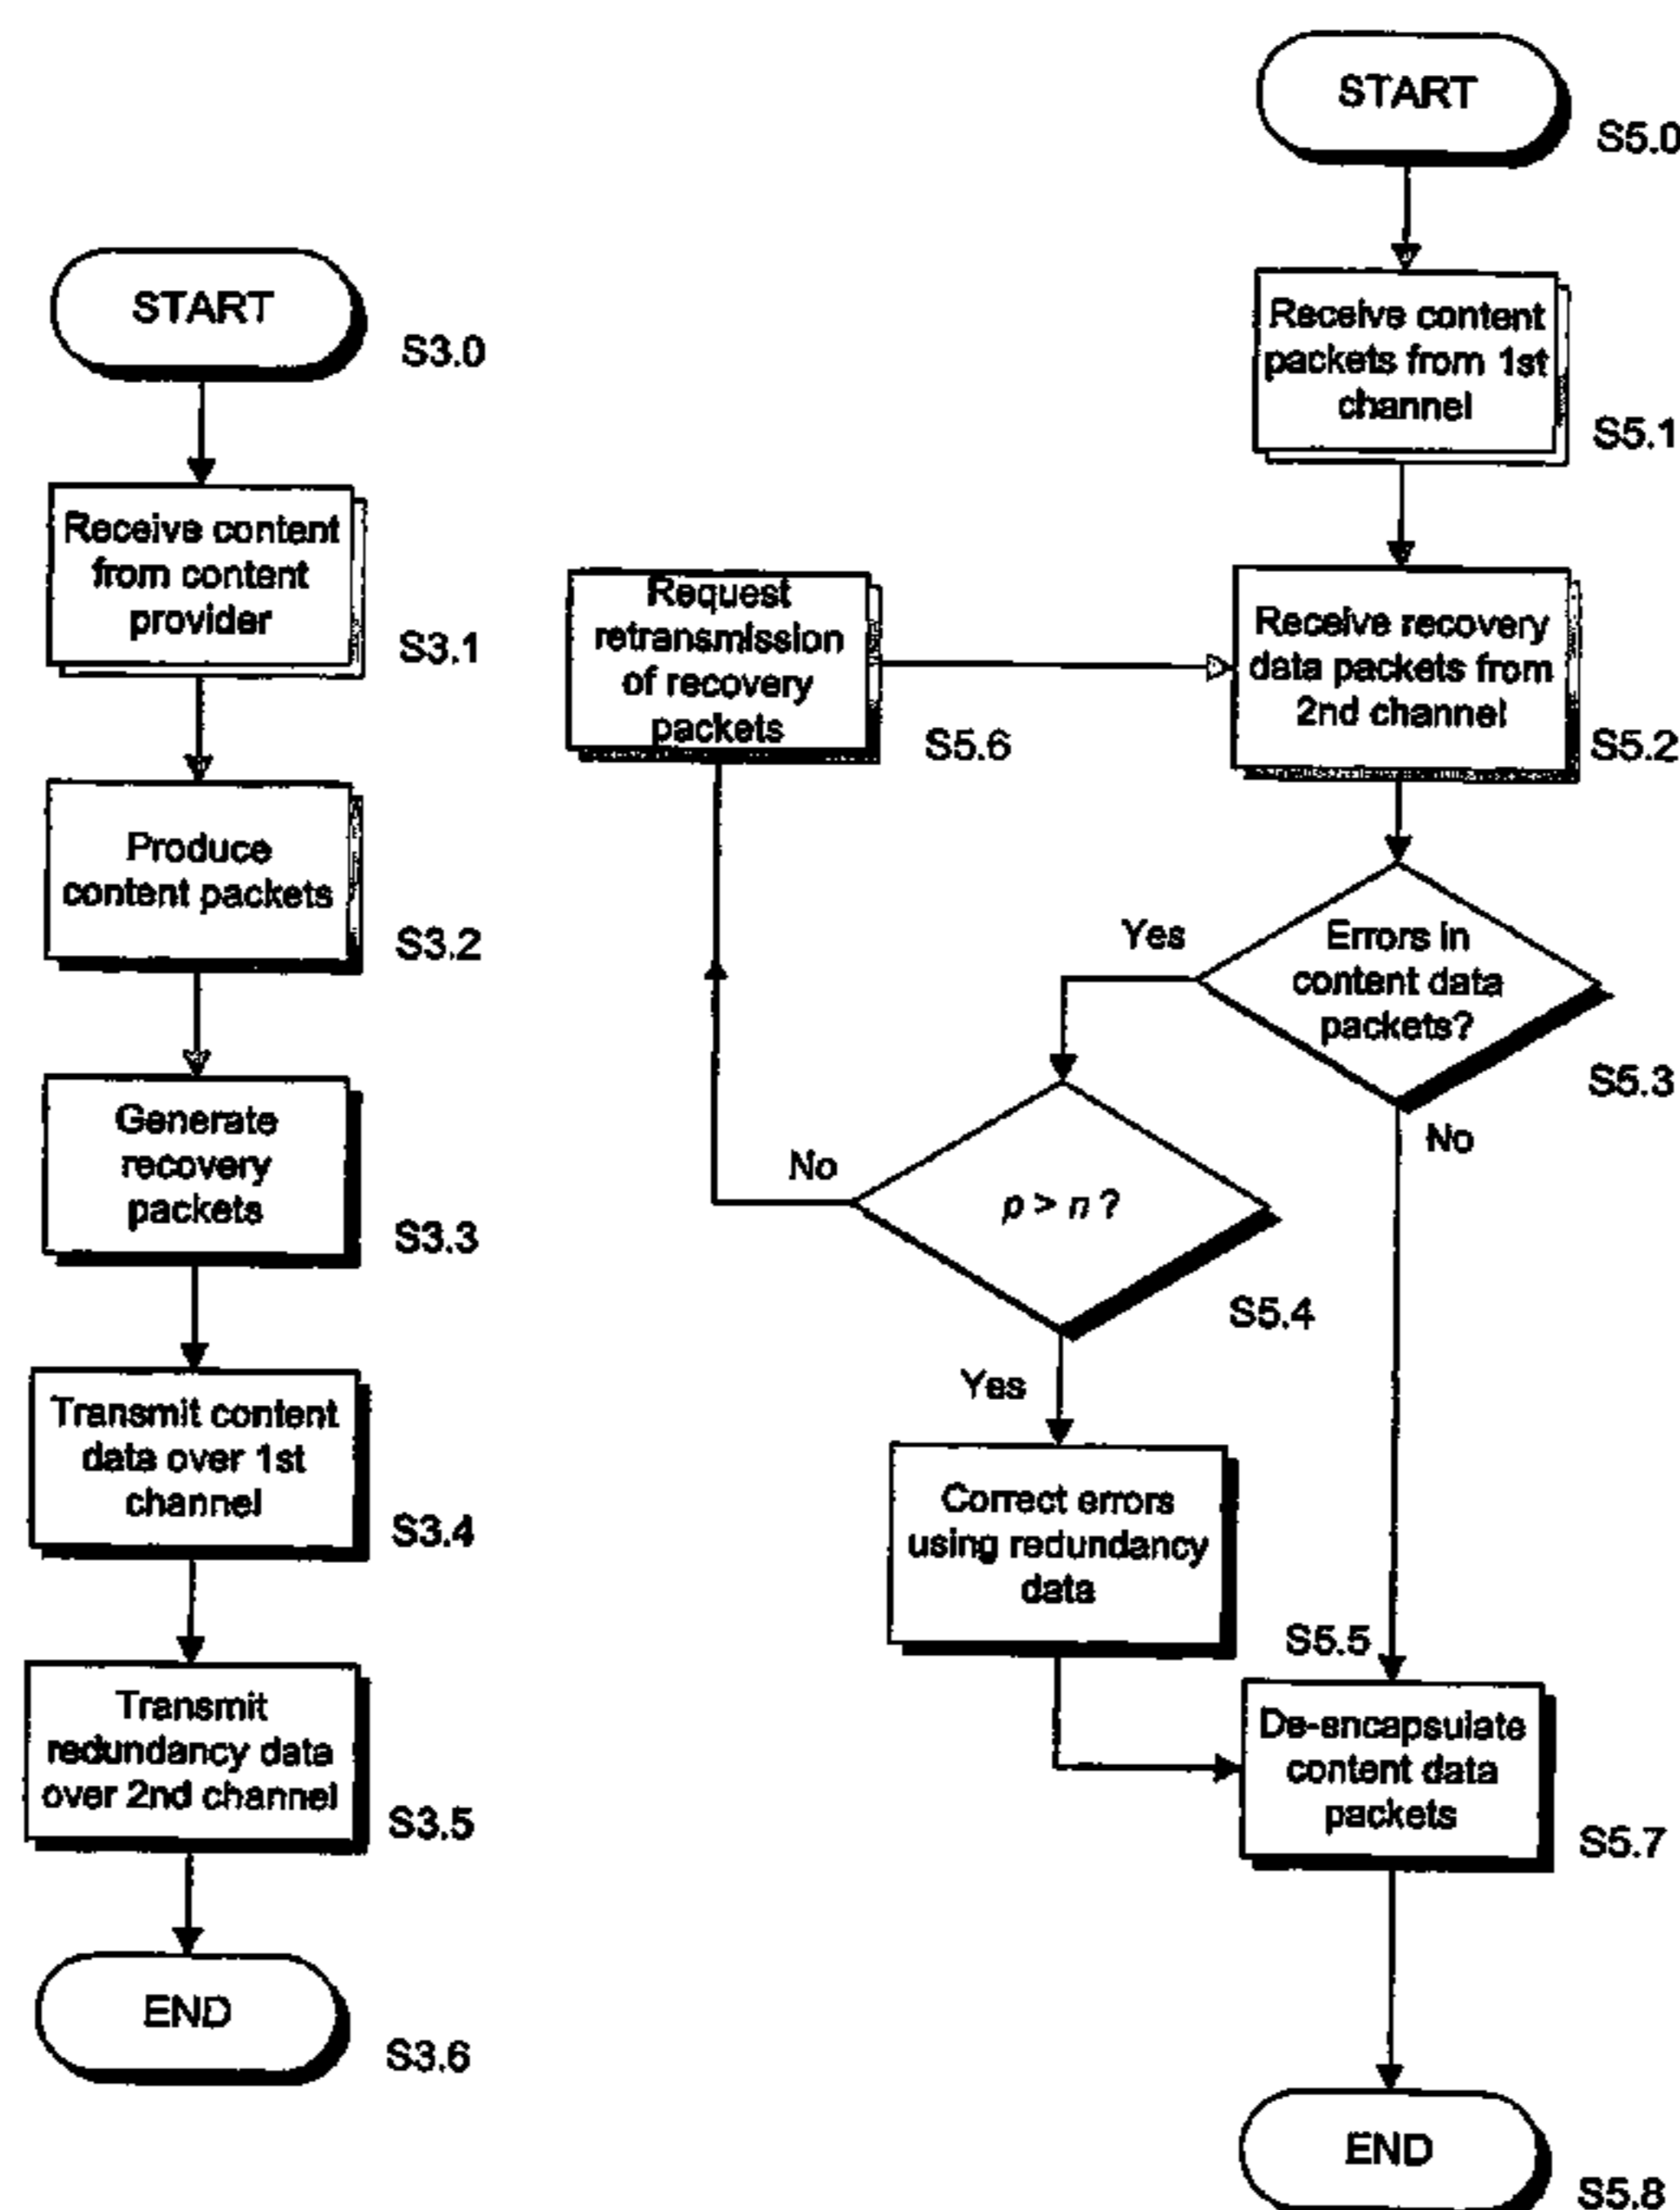 START
S3.0
Receive content
from content
provider
S3.1
Produce
content packets
S3.2
Generate
recovery
packets
S3.3
Transmit content
data over 1st
channel
S3.4
Transmit
redundancy data
over 2nd channel
S3.5
END
S3.6
START
S5.0
Receive content
packets from 1st
channel
S5.1
Receive recovery
data packets from
2nd channel
S5.2
Request
retransmission
of recovery
packets
S5.6
Errors in
content data
packets?
S5.3
Yes
No
p > n ?
S5.4
No
Yes
Correct errors
using redundancy
data
S5.5
De-encapsulate
content data
packets
S5.7
END
S5.8